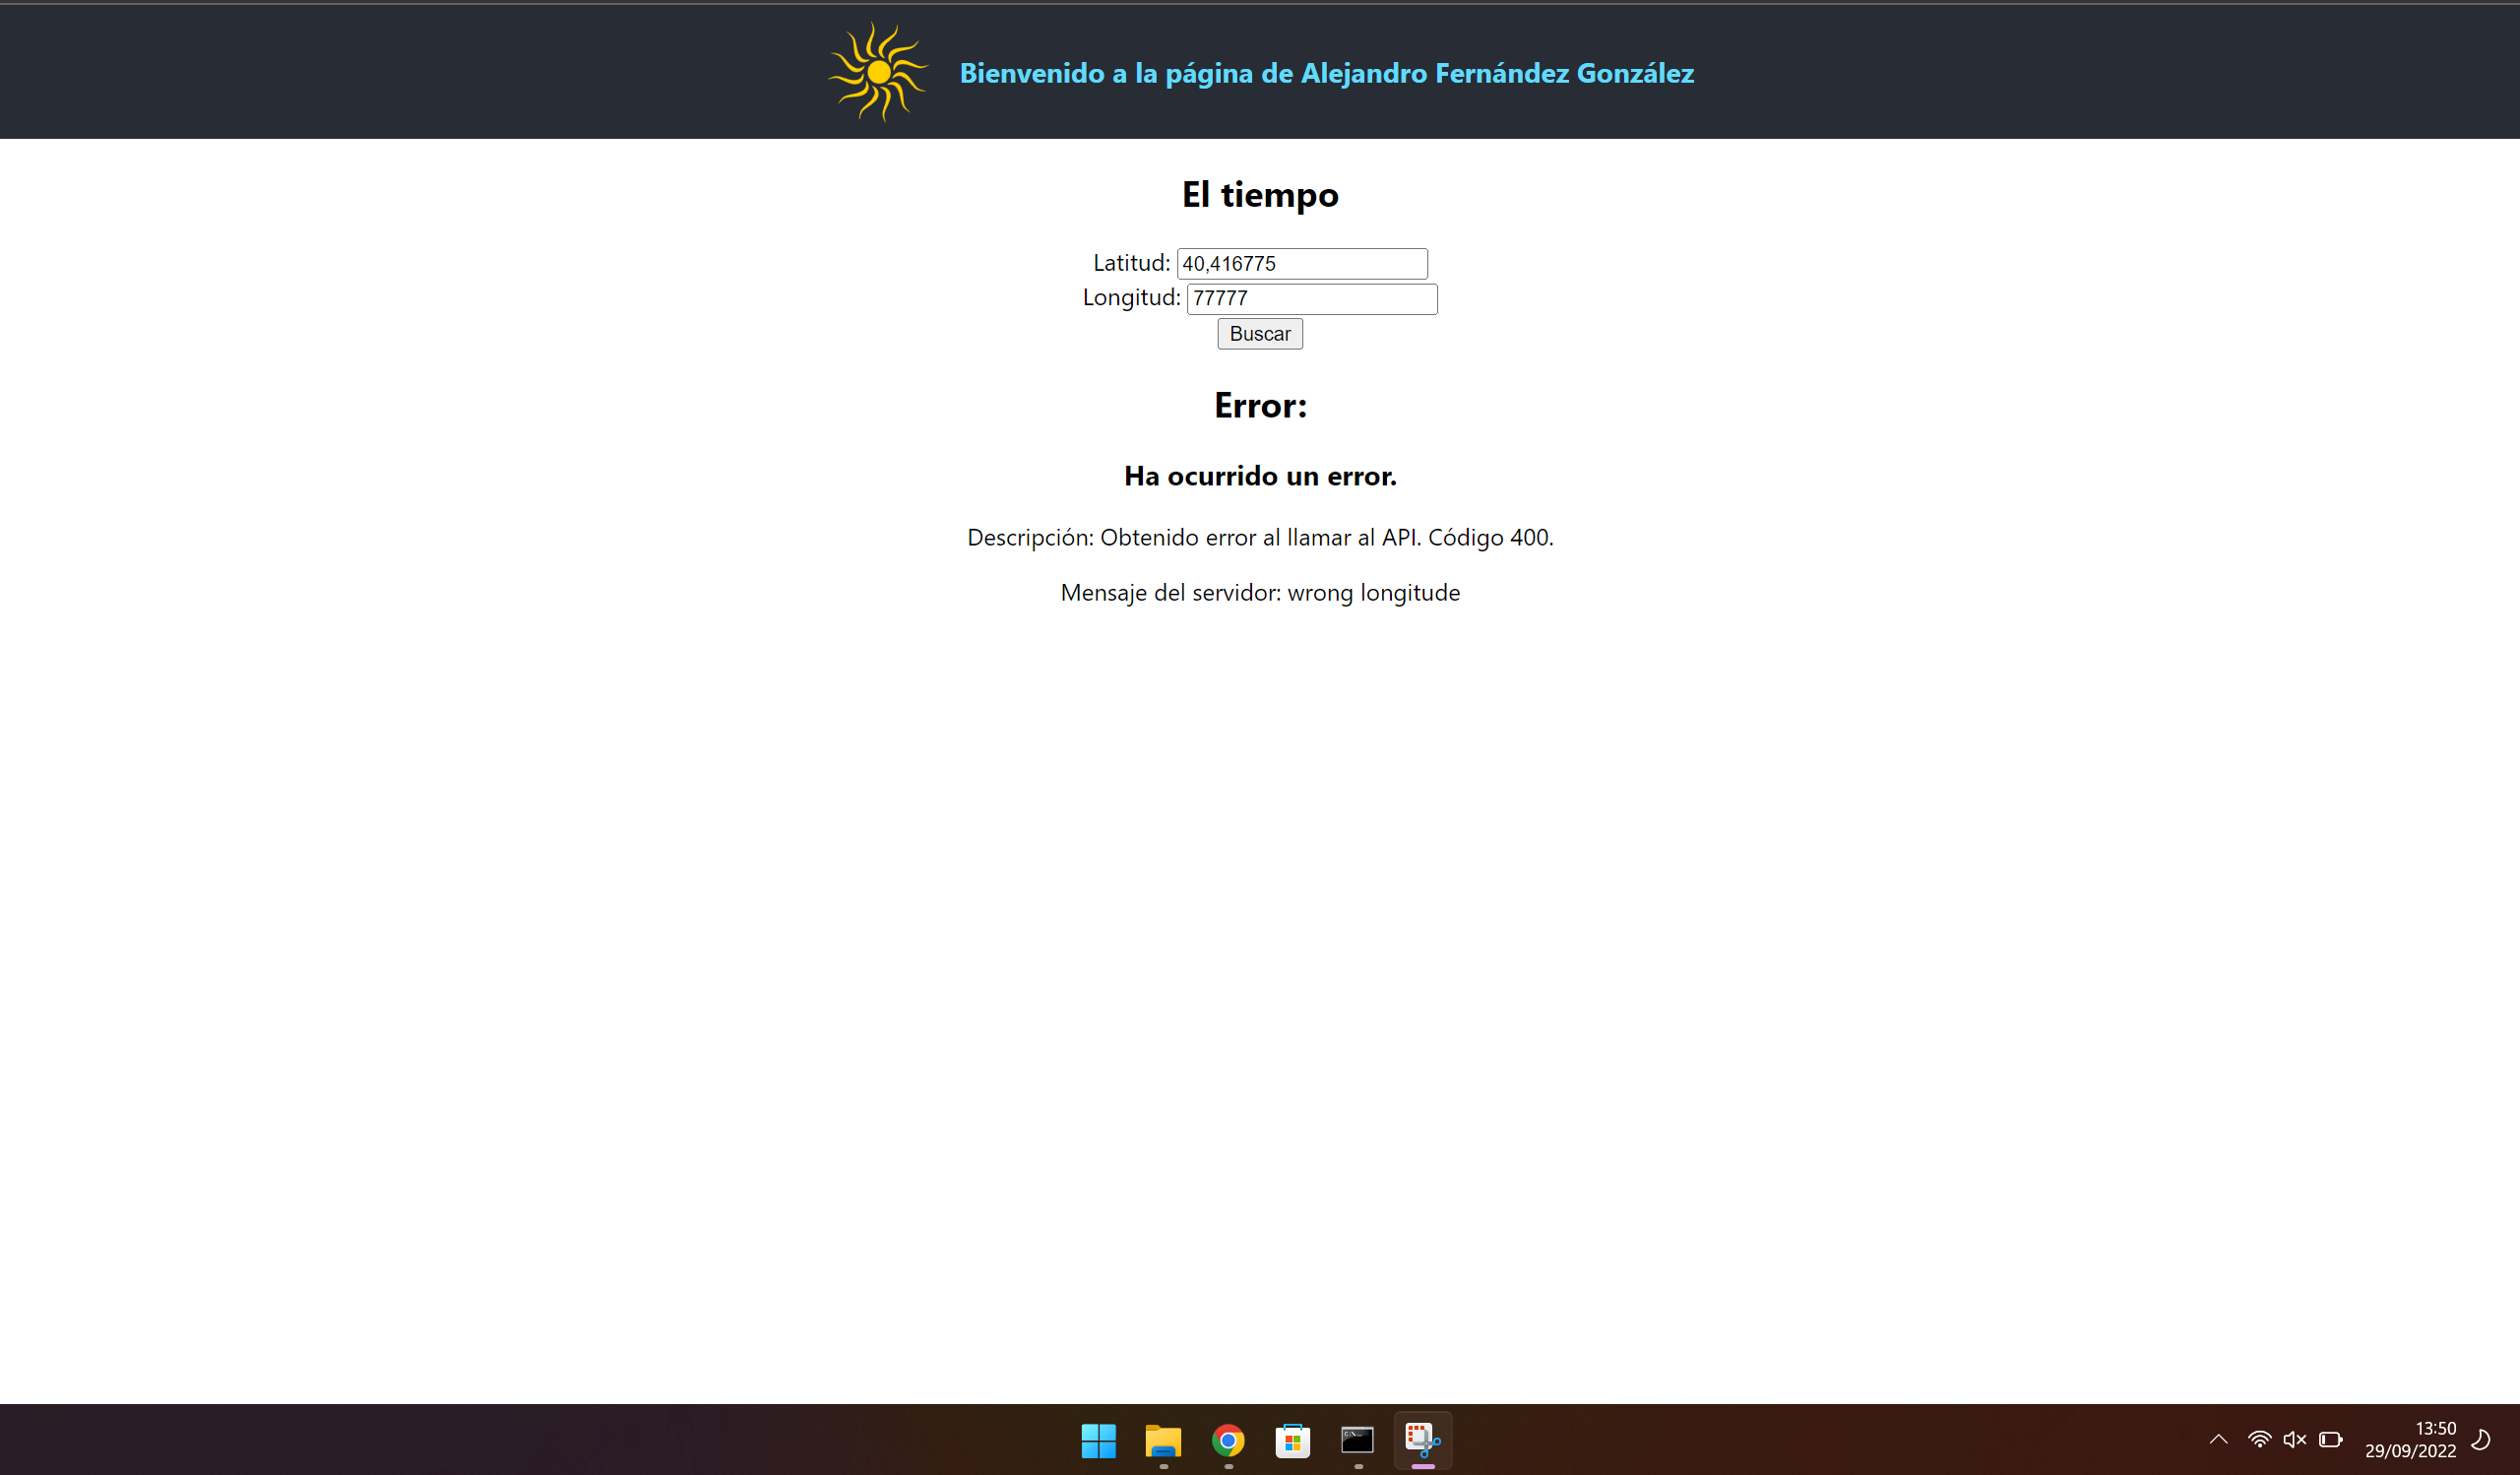 Bienvenido a la página de Alejandro Fernández González
El tiempo
Latitud: 40,416775
Longitud: 77777
Buscar
Error:
Ha ocurrido un error.
Descripción: Obtenido error al llamar al API. Código 400.
Mensaje del servidor: wrong longitude
13:50
29/09/2022